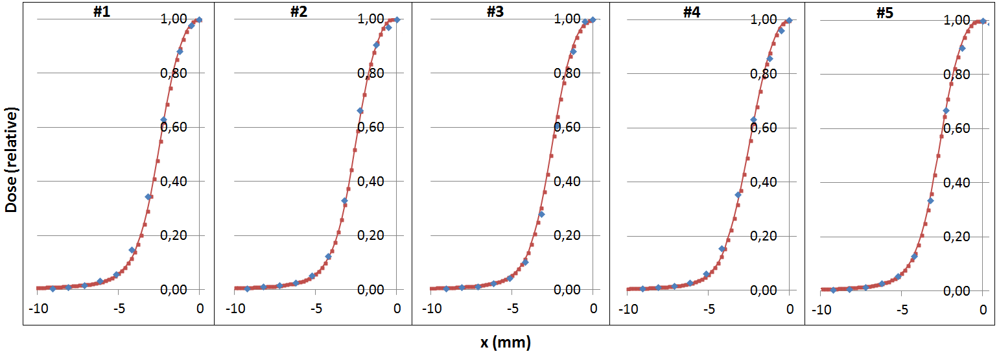 #1 #2 #3 #4 #5
1,00 1,00 1,00 1,00 1,00
0,80 0,80 0,80 0,80 0,80
Dose (relative)
0,60 0,60 0,60 0,60 0,60
0,40 0,40 0,40 0,40 0,40
0,20 0,20 0,20 0,20 0,20
0,00 0,00 0,00 0,00 0,00
-10 -5 0 -10 -5 0 -10 -5 0 -10 -5 0 -10 -5 0
x (mm)